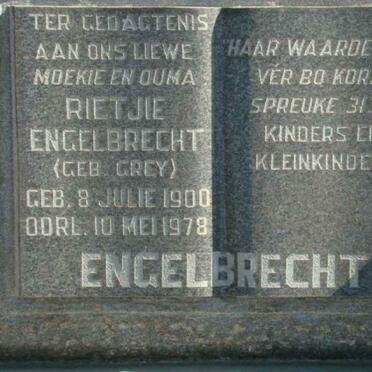 TER GEDAGTENIS
AAN ONS LIEWE
MOEKIE EN OUMA
RIETJIE
ENGELBRECHT
(GEB. GREY)
GEB. 8 JULIE 1900
OORL. 10 MEI 1978
HAAR WAARDE
VÉR BO KOR
SPREUKE 31
KINDERS E
KLEINKINDE
ENGELBRECHT